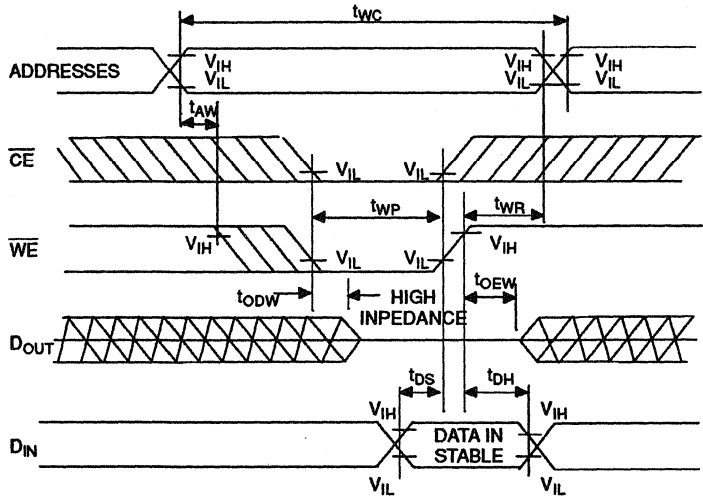 tWC
ADDRESSES
VIH
VIL
VIH
VIL
VIH
VIL
tAW
CE
VIL
VIL
tWP
tWR
WE
VIH
VIL
VIL
VIH
tODW
HIGH
INPEDANCE
tOEW
DOUT
tDS
tDH
VIH
VIH
DIN
DATA IN
STABLE
VIL
VIL